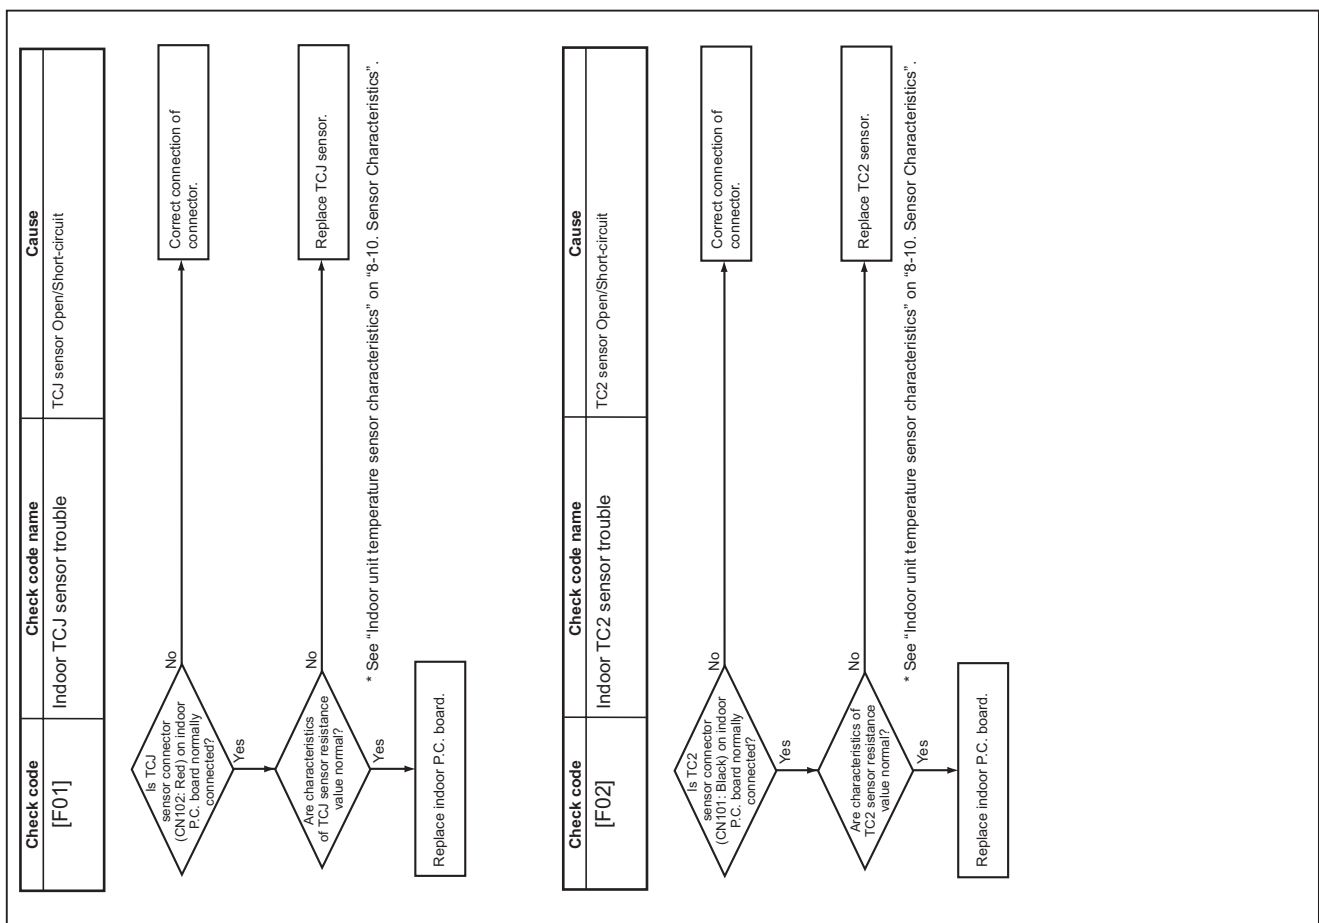 Check code
Check code name
Cause
[F01]
Indoor TCJ sensor trouble
TCJ sensor Open/Short-circuit
Is TCJ
sensor connector
(CN102: Red) on indoor
P.C. board normally
connected?
No
Correct connection of
connector.
Yes
Are characteristics
of TCJ sensor resistance
value normal?
No
Replace TCJ sensor.
Yes
* See “Indoor unit temperature sensor characteristics” on “8-10. Sensor Characteristics”.
Replace indoor P.C. board.
Check code
Check code name
Cause
[F02]
Indoor TC2 sensor trouble
TC2 sensor Open/Short-circuit
Is TC2
sensor connector
(CN101: Black) on indoor
P.C. board normally
connected?
No
Correct connection of
connector.
Yes
Are characteristics of
TC2 sensor resistance
value normal?
No
Replace TC2 sensor.
Yes
* See “Indoor unit temperature sensor characteristics” on “8-10. Sensor Characteristics”.
Replace indoor P.C. board.